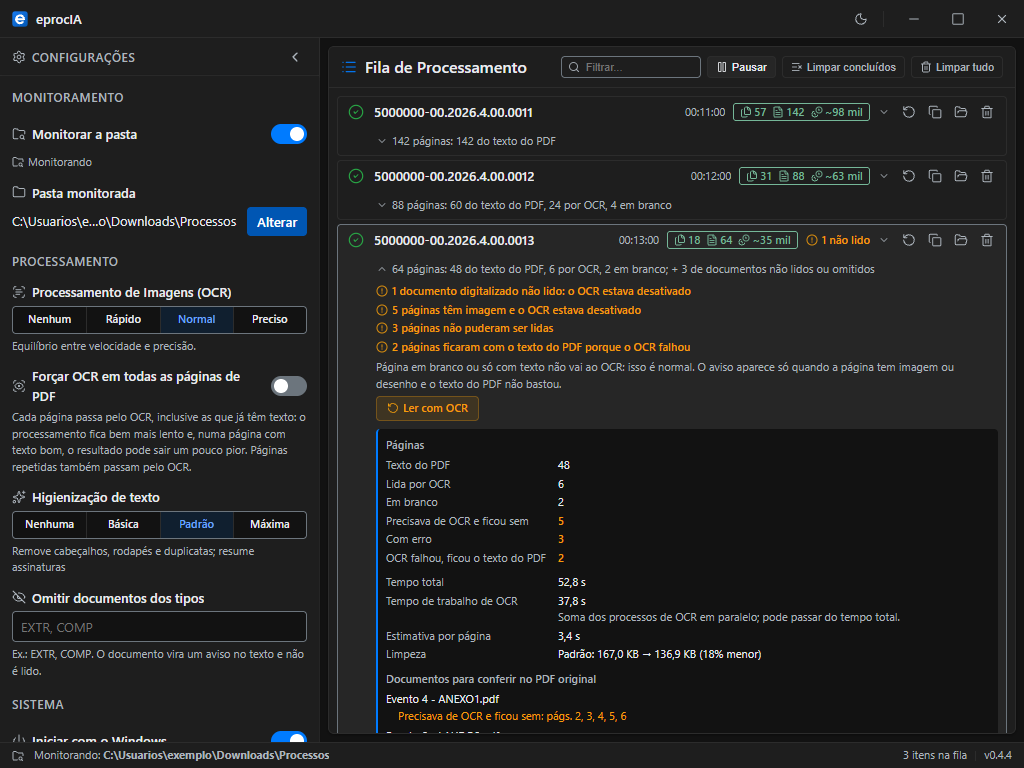 eprocIA
CONFIGURAÇÕES
MONITORAMENTO
Monitorar a pasta
Monitorando
Pasta monitorada
C:\Usuarios\e...o\Downloads\Processos
Alterar
PROCESSAMENTO
Processamento de Imagens (OCR)
Nenhum Rápido Normal Preciso
Equilíbrio entre velocidade e precisão.
Forçar OCR em todas as páginas de
PDF
Cada página passa pelo OCR, inclusive as que já têm texto: o
processamento fica bem mais lento e, numa página com
texto bom, o resultado pode sair um pouco pior. Páginas
repetidas também passam pelo OCR.
Higienização de texto
Nenhuma Básica Padrão Máxima
Remove cabeçalhos, rodapés e duplicatas; resume
assinaturas
Omitir documentos dos tipos
EXTR, COMP
Ex.: EXTR, COMP. O documento vira um aviso no texto e não
é lido.
SISTEMA
Iniciar com o Windows
Fila de Processamento
Filtrar...
Pausar
Limpar concluídos
Limpar tudo
5000000-00.2026.4.00.0011 00:11:00 57 142 ~98 mil
142 páginas: 142 do texto do PDF
5000000-00.2026.4.00.0012 00:12:00 31 88 ~63 mil
88 páginas: 60 do texto do PDF, 24 por OCR, 4 em branco
5000000-00.2026.4.00.0013 00:13:00 18 64 ~35 mil 1 não lido
64 páginas: 48 do texto do PDF, 6 por OCR, 2 em branco; + 3 de documentos não lidos ou omitidos
1 documento digitalizado não lido: o OCR estava desativado
5 páginas têm imagem e o OCR estava desativado
3 páginas não puderam ser lidas
2 páginas ficaram com o texto do PDF porque o OCR falhou
Página em branco ou só com texto não vai ao OCR: isso é normal. O aviso aparece só quando a página tem imagem ou
desenho e o texto do PDF não bastou.
Ler com OCR
Páginas
Texto do PDF 48
Lida por OCR 6
Em branco 2
Precisava de OCR e ficou sem 5
Com erro 3
OCR falhou, ficou o texto do PDF 2
Tempo total 52,8 s
Tempo de trabalho de OCR 37,8 s
Soma dos processos de OCR em paralelo; pode passar do tempo total.
Estimativa por página 3,4 s
Limpeza Padrão: 167,0 KB → 136,9 KB (18% menor)
Documentos para conferir no PDF original
Evento 4 - ANEXO1.pdf
Precisava de OCR e ficou sem: págs. 2, 3, 4, 5, 6
Monitorando: C:\Usuarios\exemplo\Downloads\Processos
3 itens na fila v0.4.4